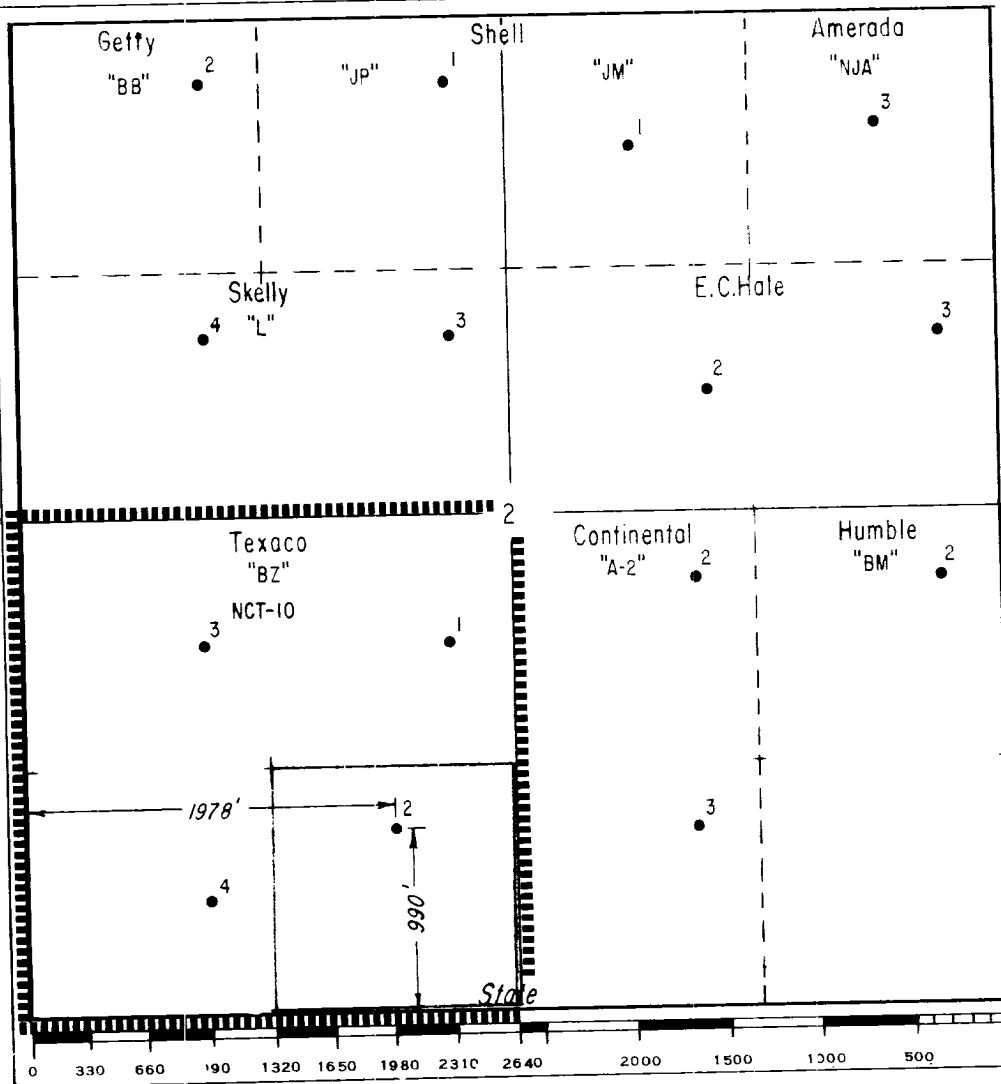 Getty
Shell
Amerada
"BB"
2
"JP"
1
"JM"
1
"NJA"
3
Skelly
"L"
4
3
E.C.Hale
2
3
2
Texaco
"BZ"
NCT-10
3
1
Continental
"A-2"
2
Humble
"BM"
2
1978'
2
990'
4
3
State
0 330 660 190 1320 1650 1980 2310 2640 2000 1500 1000 500